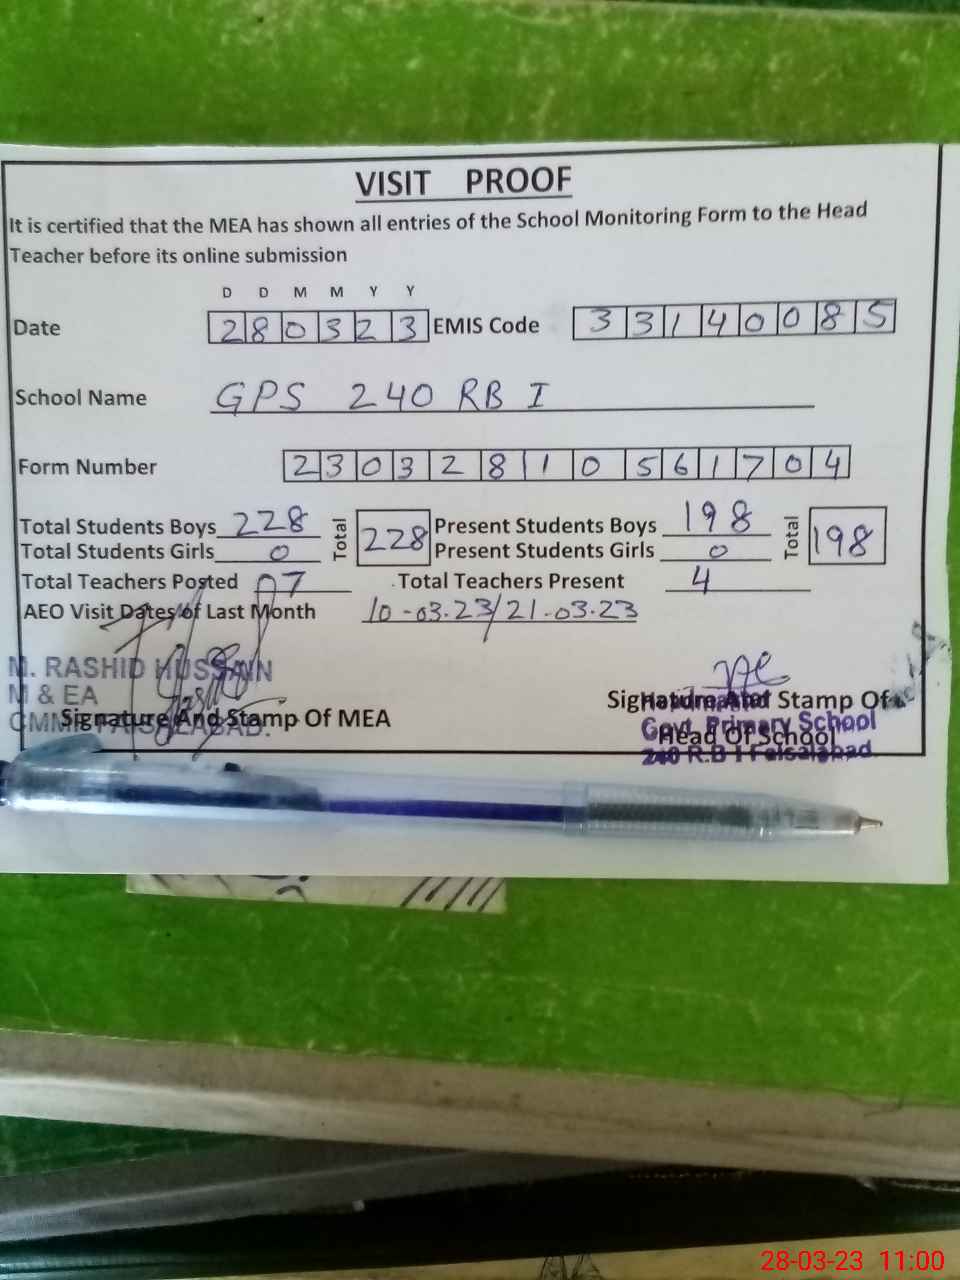 VISIT PROOF
It is certified that the MEA has shown all entries of the School Monitoring Form to the Head
Teacher before its online submission
D D M M Y Y
Date 2 8 0 3 2 3 EMIS Code 3 3 1 4 0 0 8 5
School Name GPS 240 RB I
Form Number 2 3 0 3 2 8 1 0 5 6 1 7 0 4
Total Students Boys 228 Total 228 Present Students Boys 198 Total 198
Total Students Girls 0 Present Students Girls 0
Total Teachers Posted 07 Total Teachers Present 4
AEO Visit Dates of Last Month 10-03.23/21.03.23
M. RASHID HUSSAIN
M & EA
CMMF FAISALABAD.
Signature And Stamp Of MEA
Signature And Stamp Of
Head Of School
Govt. Primary School
240 R.B I Faisalabad.
28-03-23 11:00